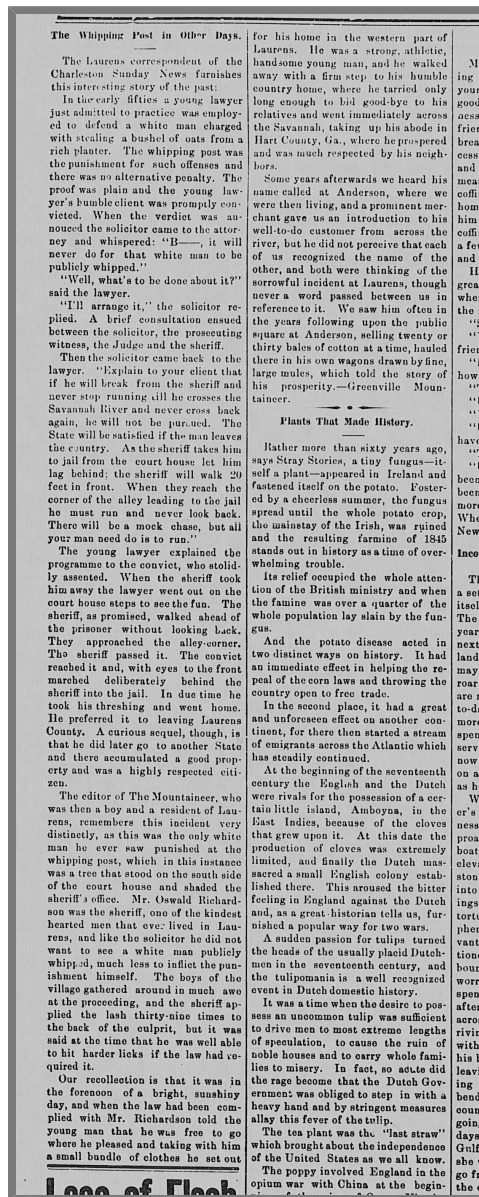 The Whipping Post in Other Days.
The Laurens correspondent of the
Charleston Sunday News furnishes
this interesting story of the past:
In the early fifties a young lawyer
just admitted to practice was employ-
ed to defend a white man charged
with stealing a bushel of oats from a
rich planter. The whipping post was
the punishment for such offenses and
there was no alternative penalty. The
proof was plain and the young law-
yer's humble client was promptly con-
victed. When the verdict was an-
nouced the solicitor came to the attor-
ney and whispered: "B——, it will
never do for that white man to be
publicly whipped."
"Well, what's to be done about it?"
said the lawyer.
"I'll arrange it," the solicitor re-
plied. A brief consultation ensued
between the solicitor, the prosecuting
witness, the Judge and the sheriff.
Then the solicitor came back to the
lawyer. "Explain to your client that
if he will break from the sheriff and
never stop running till he crosses the
Savannah River and never cross back
again, he will not be pursued. The
State will be satisfied if the man leaves
the country. As the sheriff takes him
to jail from the court house let him
lag behind; the sheriff will walk 20
feet in front. When they reach the
corner of the alley leading to the jail
he must run and never look back.
There will be a mock chase, but all
your man need do is to run."
The young lawyer explained the
programme to the convict, who stolid-
ly assented. When the sheriff took
him away the lawyer went out on the
court house steps to see the fun. The
sheriff, as promised, walked ahead of
the prisoner without looking back.
They approached the alley-corner.
The sheriff passed it. The convict
reached it and, with eyes to the front
marched deliberately behind the
sheriff into the jail. In due time he
took his threshing and went home.
He preferred it to leaving Laurens
County. A curious sequel, though, is
that he did later go to another State
and there accumulated a good prop-
erty and was a highly respected citi-
zen.
The editor of The Mountaineer, who
was then a boy and a resident of Lau-
rens, remembers this incident very
distinctly, as this was the only white
man he ever saw punished at the
whipping post, which in this instance
was a tree that stood on the south side
of the court house and shaded the
sheriff's office. Mr. Oswald Richard-
son was the sheriff, one of the kindest
hearted men that ever lived in Lau-
rens, and like the solicitor he did not
want to see a white man publicly
whipped, much less to inflict the pun-
ishment himself. The boys of the
village gathered around in much awe
at the proceeding, and the sheriff ap-
plied the lash thirty-nine times to
the back of the culprit, but it was
said at the time that he was well able
to hit harder licks if the law had re-
quired it.
Our recollection is that it was in
the forenoon of a bright, sunshiny
day, and when the law had been com-
plied with Mr. Richardson told the
young man that he was free to go
where he pleased and taking with him
a small bundle of clothes he set out
for his home in the western part of
Laurens. He was a strong, athletic,
handsome young man, and he walked
away with a firm step to his humble
country home, where he tarried only
long enough to bid good-bye to his
relatives and went immediately across
the Savannah, taking up his abode in
Hart County, Ga., where he prospered
and was much respected by his neigh-
bors.
Some years afterwards we heard his
name called at Anderson, where we
were then living, and a prominent mer-
chant gave us an introduction to his
well-to-do customer from across the
river, but he did not perceive that each
of us recognized the name of the
other, and both were thinking of the
sorrowful incident at Laurens, though
never a word passed between us in
reference to it. We saw him often in
the years following upon the public
square at Anderson, selling twenty or
thirty bales of cotton at a time, hauled
there in his own wagons drawn by fine,
large mules, which told the story of
his prosperity.—Greenville Moun-
taineer.
Plants That Made History.
Rather more than sixty years ago,
says Stray Stories, a tiny fungus—it-
self a plant—appeared in Ireland and
fastened itself on the potato. Foster-
ed by a cheerless summer, the fungus
spread until the whole potato crop,
the mainstay of the Irish, was ruined
and the resulting farmine of 1845
stands out in history as a time of over-
whelming trouble.
Its relief occupied the whole atten-
tion of the British ministry and when
the famine was over a quarter of the
whole population lay slain by the fun-
gus.
And the potato disease acted in
two distinct ways on history. It had
an immediate effect in helping the re-
peal of the corn laws and throwing the
country open to free trade.
In the second place, it had a great
and unforeseen effect on another con-
tinent, for there then started a stream
of emigrants across the Atlantic which
has steadily continued.
At the beginning of the seventeenth
century the English and the Dutch
were rivals for the possession of a cer-
tain little island, Amboyna, in the
East Indies, because of the cloves
that grew upon it. At this date the
production of cloves was extremely
limited, and finally the Dutch mas-
sacred a small English colony estab-
lished there. This aroused the bitter
feeling in England against the Dutch
and, as a great historian tells us, fur-
nished a popular way for two wars.
A sudden passion for tulips turned
the heads of the usually placid Dutch-
men in the seventeenth century, and
the tulipomania is a well recognized
event in Dutch domestic history.
It was a time when the desire to pos-
sess an uncommon tulip was sufficient
to drive men to most extreme lengths
of speculation, to cause the ruin of
noble houses and to carry whole fami-
lies to misery. In fact, so adute did
the rage become that the Dutch Gov-
ernment was obliged to step in with a
heavy hand and by stringent measures
allay this fever of the tulip.
The tea plant was the "last straw"
which brought about the independence
of the United States as we all know.
The poppy involved England in the
opium war with China at the begin-
Loss of Flesh